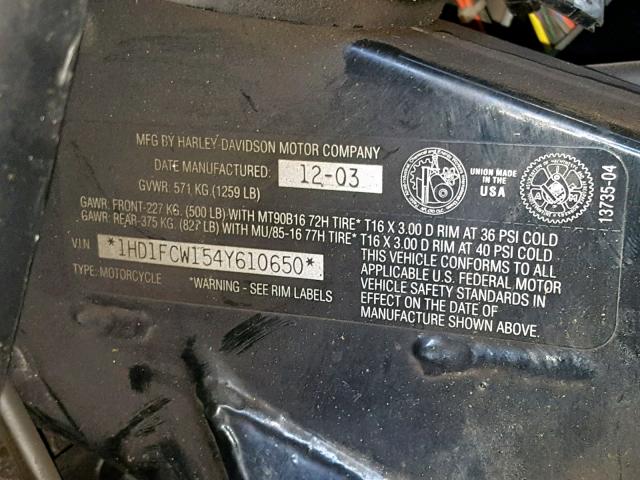 MFG BY HARLEY-DAVIDSON MOTOR COMPANY
DATE MANUFACTURED: 12-03
GVWR: 571 KG (1259 LB)
GAWR: FRONT-227 KG. (500 LB) WITH MT90B16 72H TIRE* T16 X 3.00 D RIM AT 36 PSI COLD
GAWR: REAR-375 KG. (827 LB) WITH MU/85-16 77H TIRE* T16 X 3.00 D RIM AT 40 PSI COLD
V.I.N *1HD1FCW154Y610650*
TYPE: MOTORCYCLE *WARNING - SEE RIM LABELS
THIS VEHICLE CONFORMS TO ALL
APPLICABLE U.S. FEDERAL MOTOR
VEHICLE SAFETY STANDARDS IN
EFFECT ON THE DATE OF
MANUFACTURE SHOWN ABOVE.
UNION MADE
IN THE
USA
13735-04